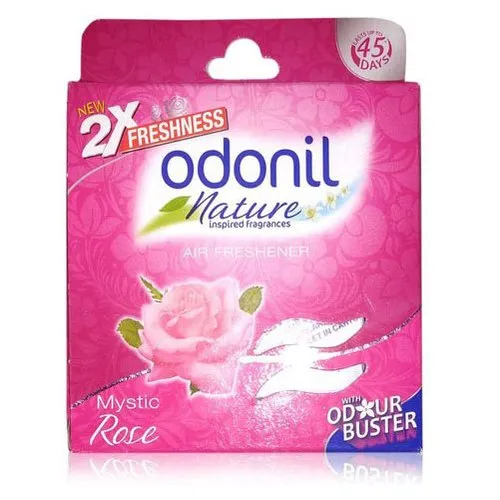 LASTS UP TO
45
DAYS
NEW
2X FRESHNESS
odonil
Nature
inspired fragrances
AIR FRESHENER
Mystic
Rose
WITH
ODOUR
BUSTER